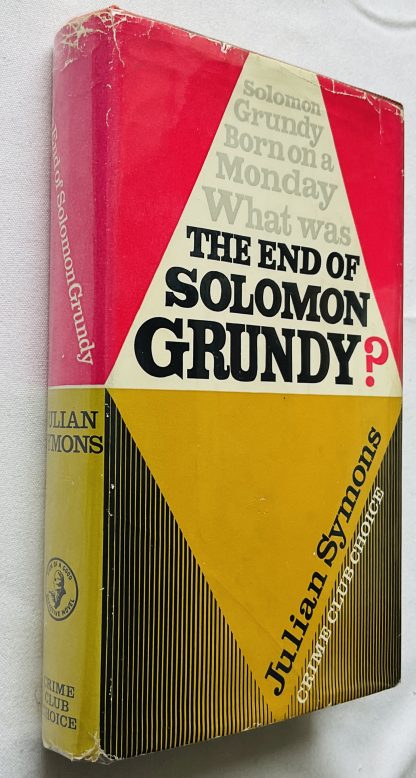 Solomon
Grundy
Born on a
Monday
What was
THE END OF
SOLOMON
GRUNDY?
Julian Symons
CRIME CLUB CHOICE
End of Solomon Grundy
JULIAN
SYMONS
CRIME
CLUB
CHOICE